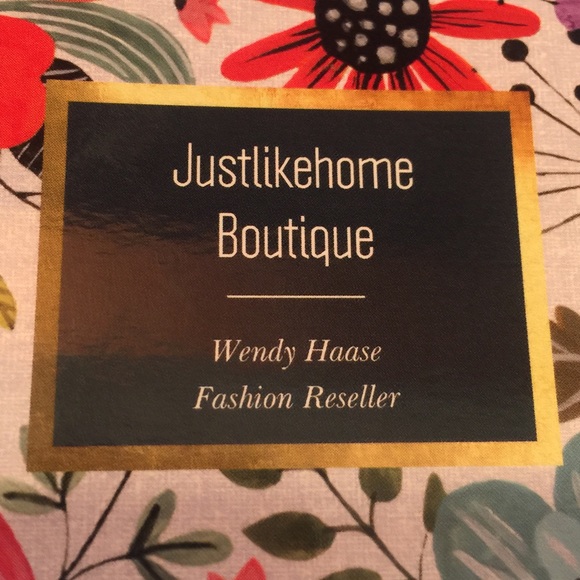 Justlikehome
Boutique
Wendy Haase
Fashion Reseller